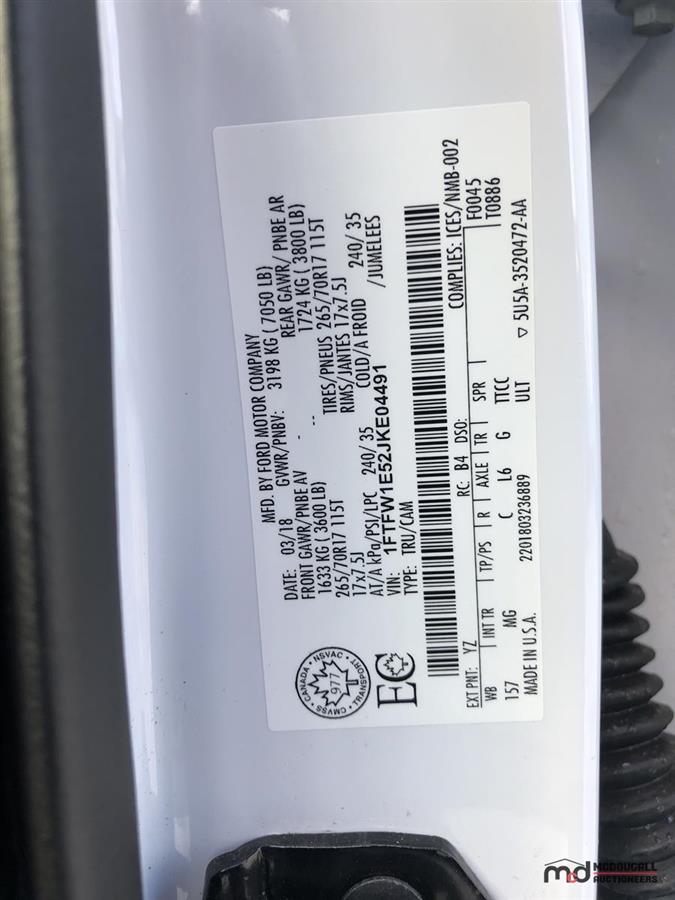 MFD. BY FORD MOTOR COMPANY
DATE: 03/18 GVWR/PNBV: 3198 KG ( 7050 LB)
FRONT GAWR/PNBE AV - REAR GAWR/ PNBE AR
1633 KG ( 3600 LB) -- 1724 KG ( 3800 LB)
265/70R17 115T TIRES/PNEUS 265/70R17 115T
17x7.5J RIMS/JANTES 17x7.5J
AT/A kPa/PSI/LPC 240/ 35 COLD/A FROID 240/ 35
VIN: 1FTFW1E52JKE04491 /JUMELEES
TYPE: TRU/CAM
COMPLIES: ICES/NMB-002
EXT PNT: YZ RC: B4 DSO: F0045
WB INT TR TP/PS R AXLE TR SPR T0886
157 MG C L6 G TTCC
MADE IN U.S.A. 2201803236889 ULT ▽ 5U5A-3520472-AA
CMVSS - CANADA - NSVAC TRANSPORT
977
EC
md MCDOUGALL
AUCTIONEERS